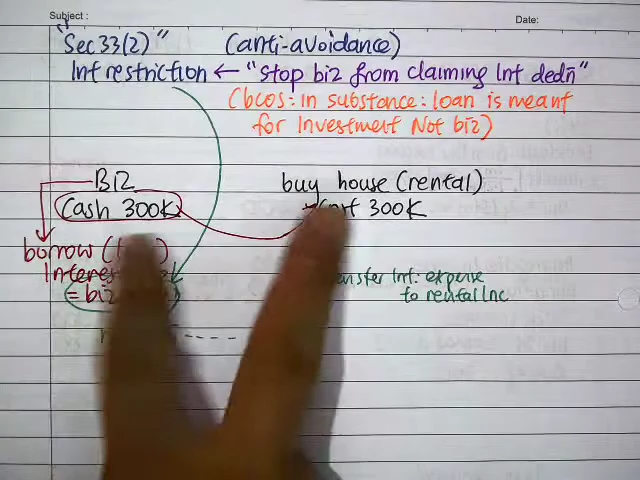 Subject :
Date:
"Sec 33(2)" (anti-avoidance)
Int restriction ← "stop biz from claiming Int dedñ"
(bcos: in substance: loan is meant
for Investment Not biz)
BIZ
buy house (rental)
Cash 300K
300K
borrow
Interest
= biz
Int: expense
to rental Inc